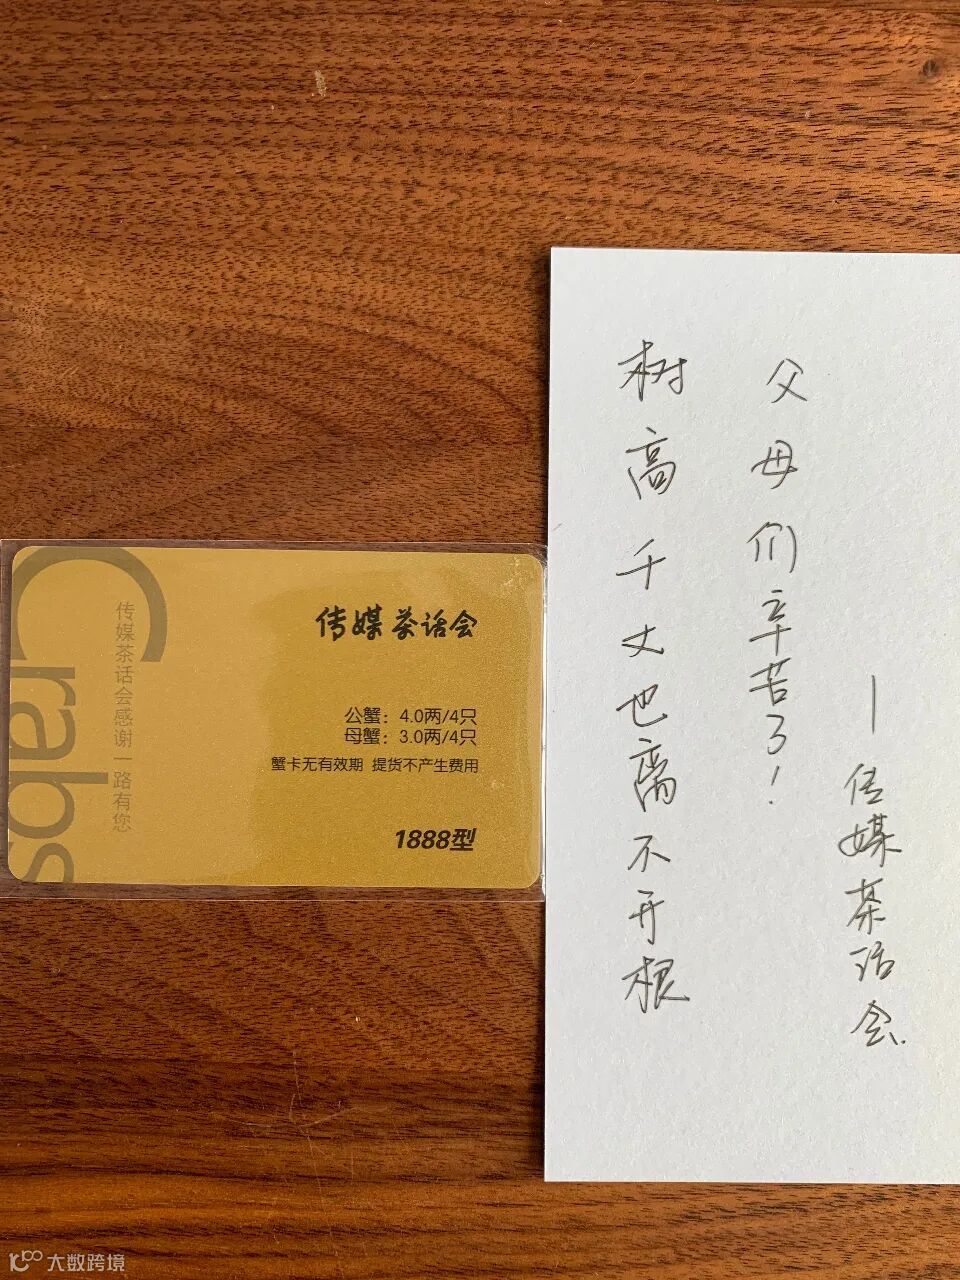 Crabs
传媒茶话会感谢一路有您
传媒茶话会
公蟹：4.0两/4只
母蟹：3.0两/4只
蟹卡无有效期 提货不产生费用
1888型
树高千丈也离不开根
父母们辛苦了！
—传媒茶话会.
大数跨境